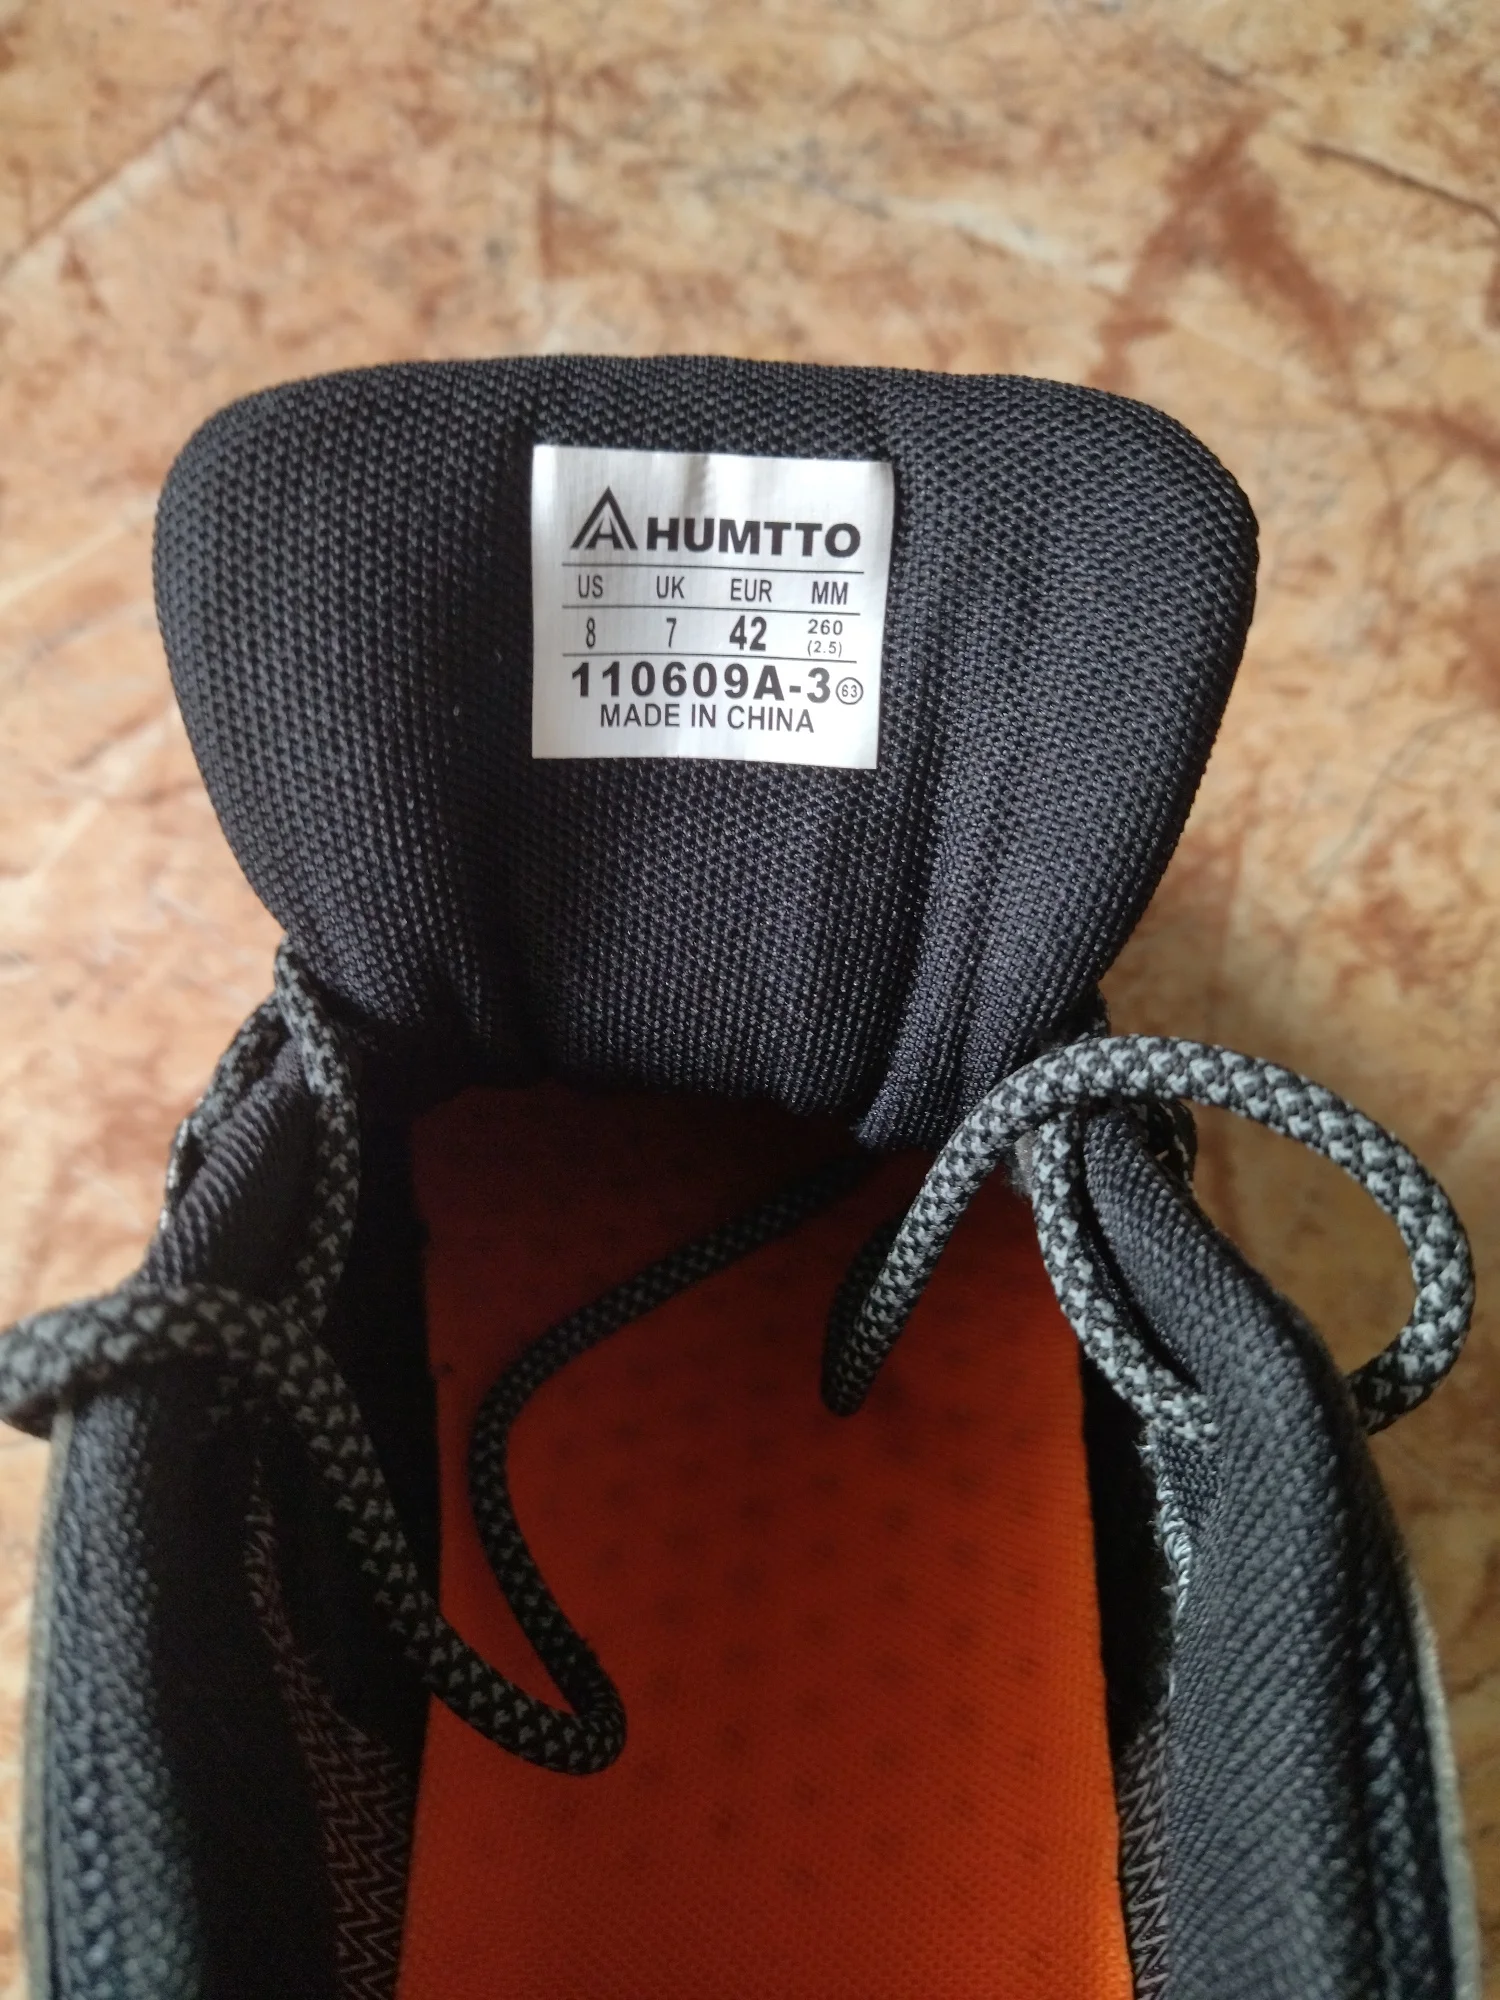 HUMTTO
US UK EUR MM
8 7 42 260
(2.5)
110609A-3 63
MADE IN CHINA